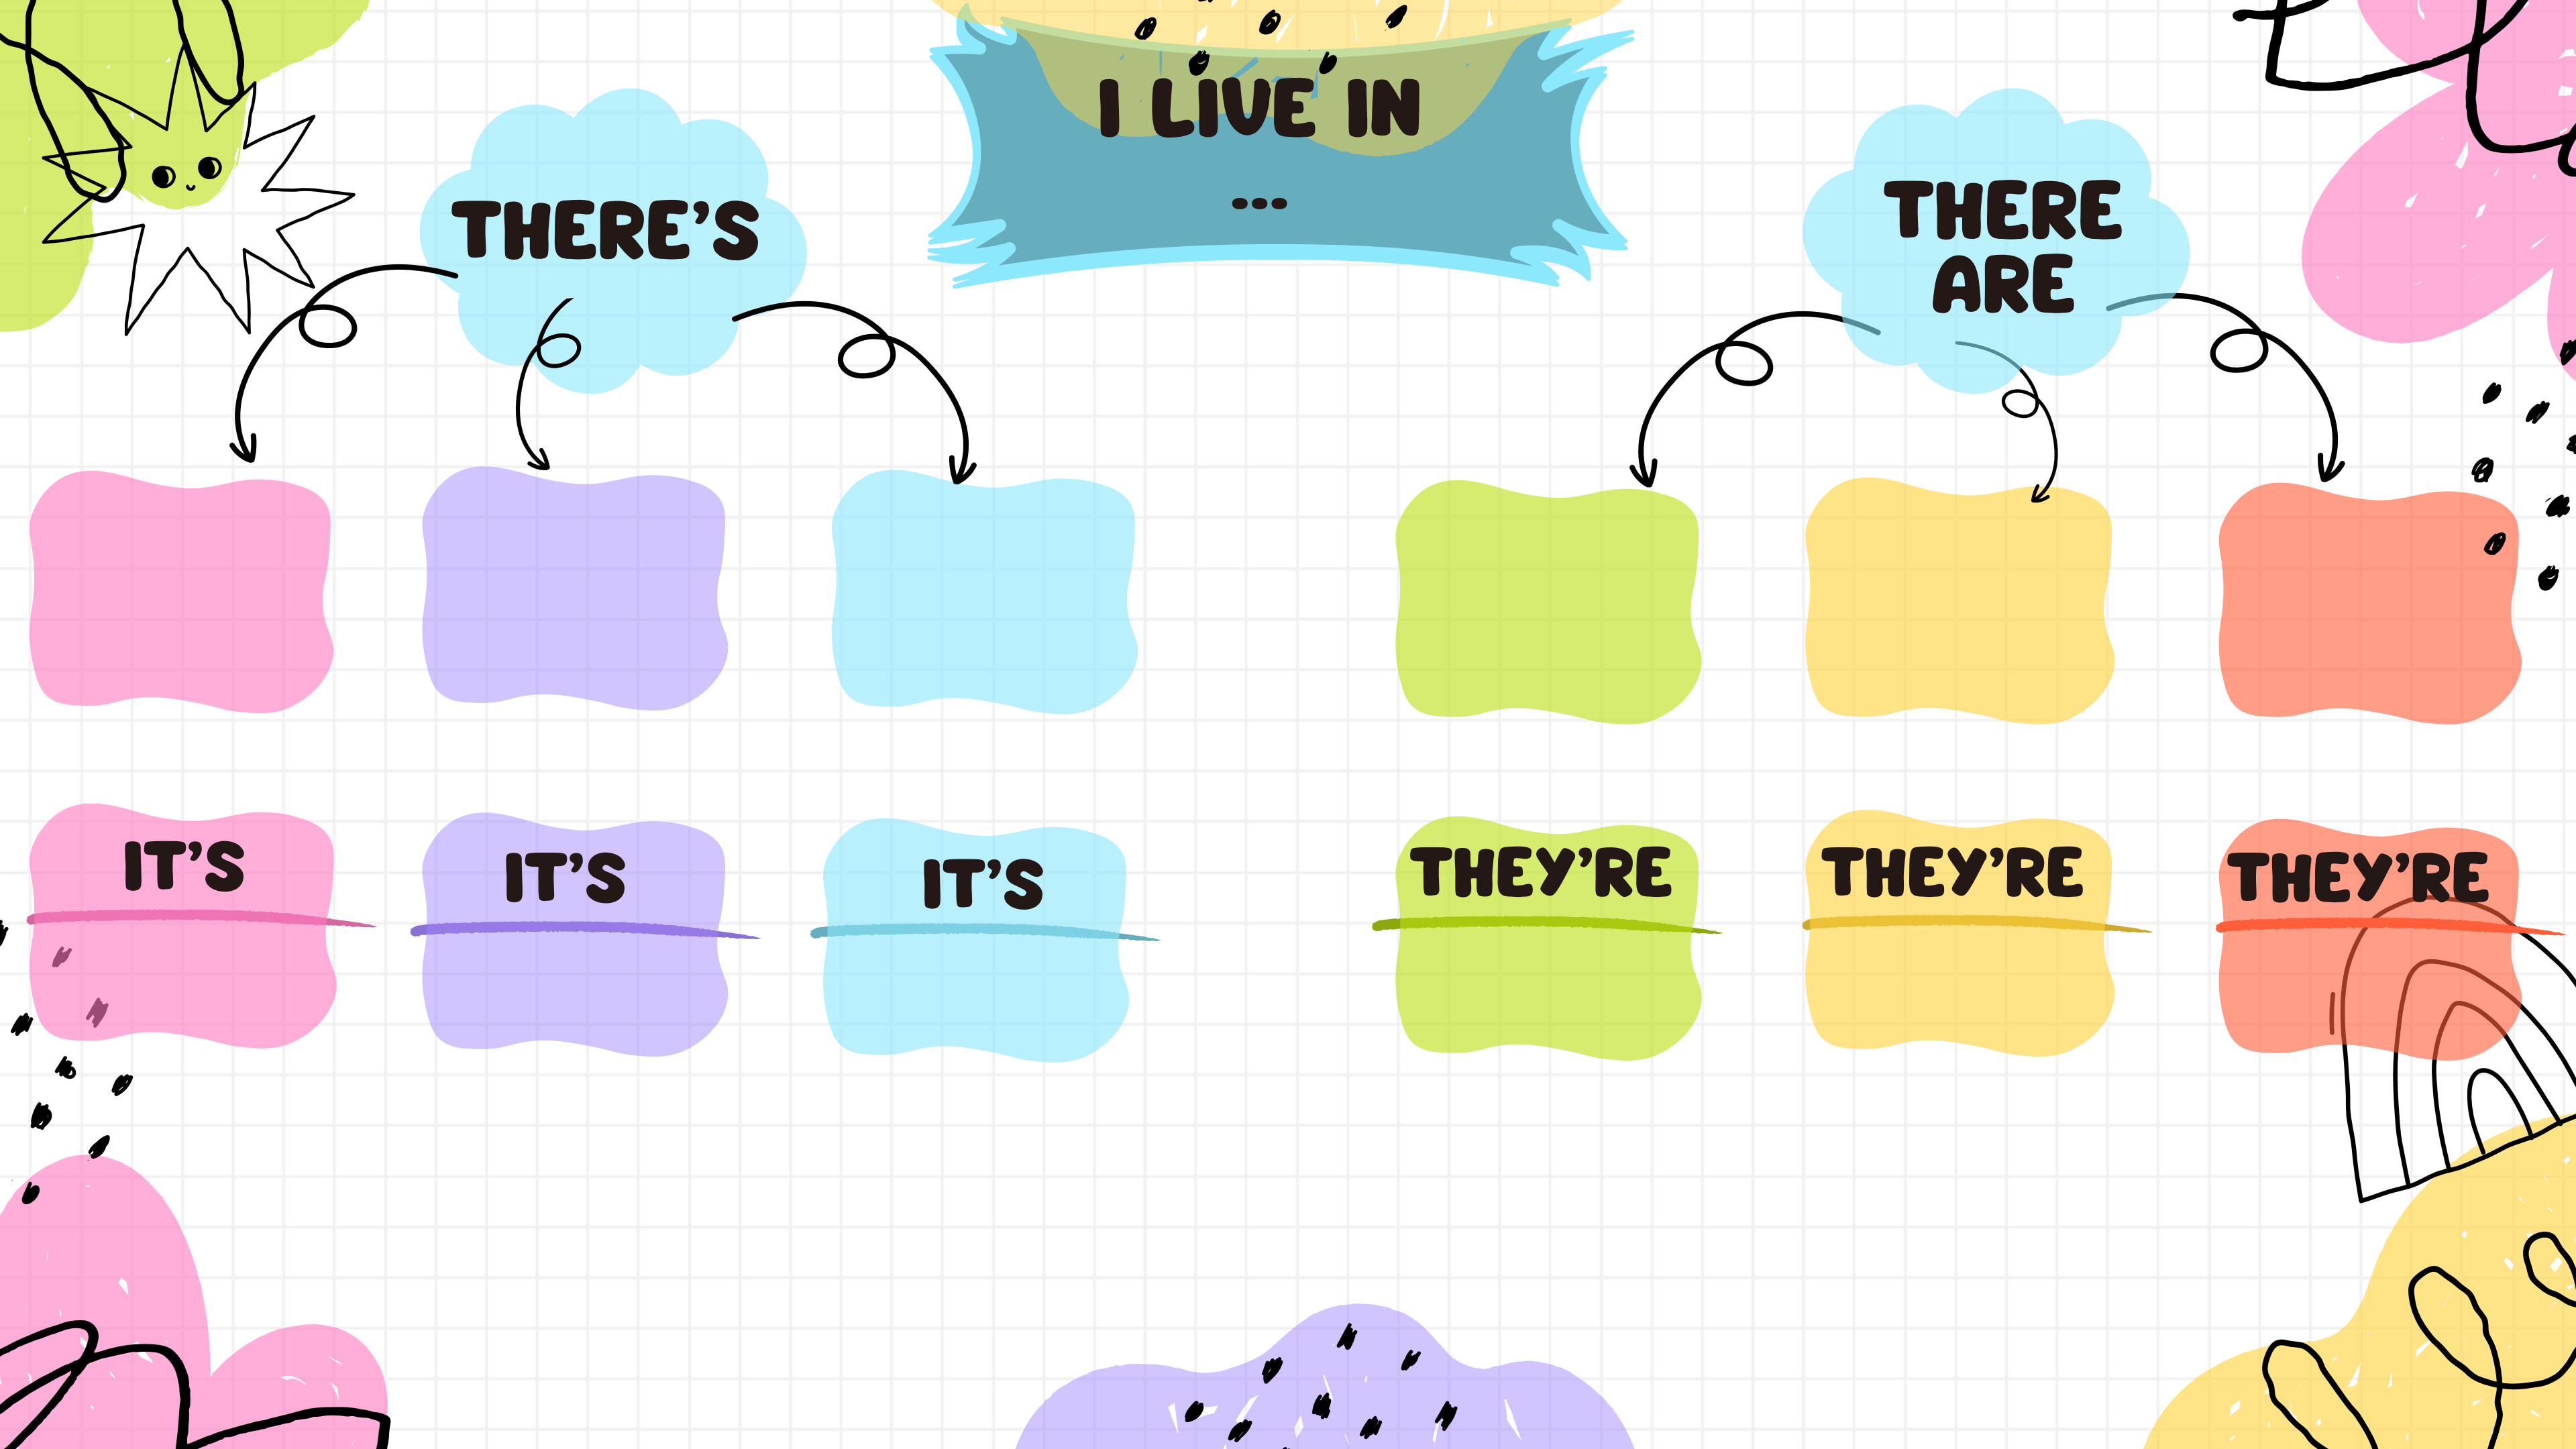 I LIVE IN
...
THERE'S
THERE
ARE
IT'S
IT'S
IT'S
THEY'RE
THEY'RE
THEY'RE